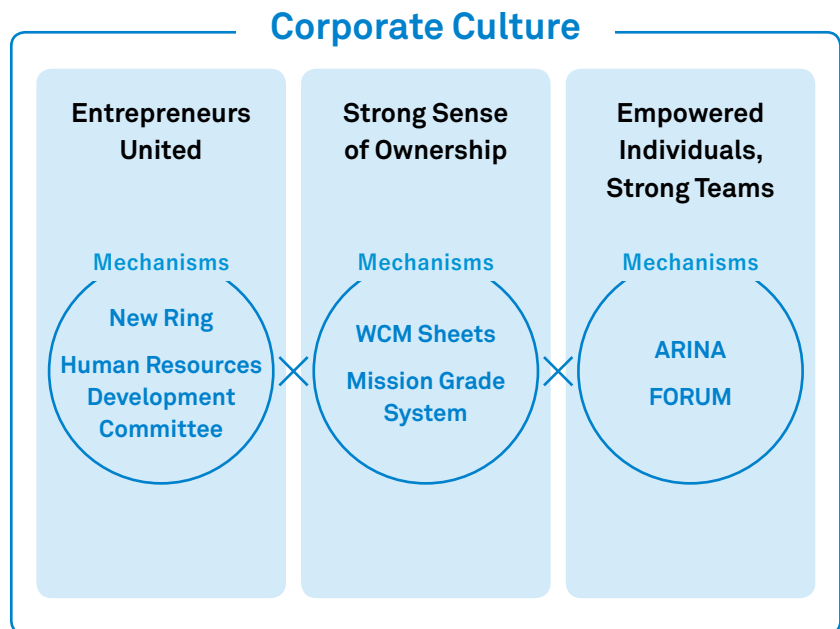 Corporate Culture
Entrepreneurs
United
Mechanisms
New Ring
Human Resources
Development
Committee
Strong Sense
of Ownership
Mechanisms
WCM Sheets
Mission Grade
System
Empowered
Individuals,
Strong Teams
Mechanisms
ARINA
FORUM